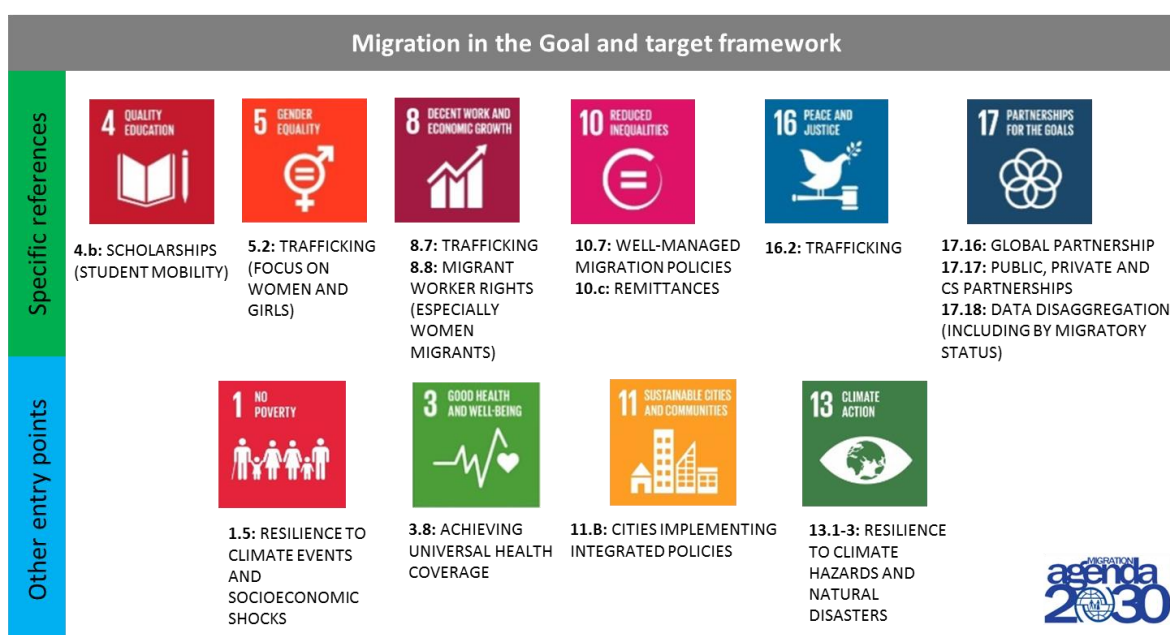 Migration in the Goal and target framework
Specific references
4 QUALITY
EDUCATION
4.b: SCHOLARSHIPS
(STUDENT MOBILITY)
5 GENDER
EQUALITY
5.2: TRAFFICKING
(FOCUS ON
WOMEN AND
GIRLS)
8 DECENT WORK AND
ECONOMIC GROWTH
8.7: TRAFFICKING
8.8: MIGRANT
WORKER RIGHTS
(ESPECIALLY
WOMEN
MIGRANTS)
10 REDUCED
INEQUALITIES
10.7: WELL-MANAGED
MIGRATION POLICIES
10.c: REMITTANCES
16 PEACE AND
JUSTICE
16.2: TRAFFICKING
17 PARTNERSHIPS
FOR THE GOALS
17.16: GLOBAL PARTNERSHIP
17.17: PUBLIC, PRIVATE AND
CS PARTNERSHIPS
17.18: DATA DISAGGREGATION
(INCLUDING BY MIGRATORY
STATUS)
Other entry points
1 NO
POVERTY
1.5: RESILIENCE TO
CLIMATE EVENTS
AND
SOCIOECONOMIC
SHOCKS
3 GOOD HEALTH
AND WELL-BEING
3.8: ACHIEVING
UNIVERSAL HEALTH
COVERAGE
11 SUSTAINABLE CITIES
AND COMMUNITIES
11.B: CITIES IMPLEMENTING
INTEGRATED POLICIES
13 CLIMATE
ACTION
13.1-3: RESILIENCE
TO CLIMATE
HAZARDS AND
NATURAL
DISASTERS
MIGRATION
agenda
2030